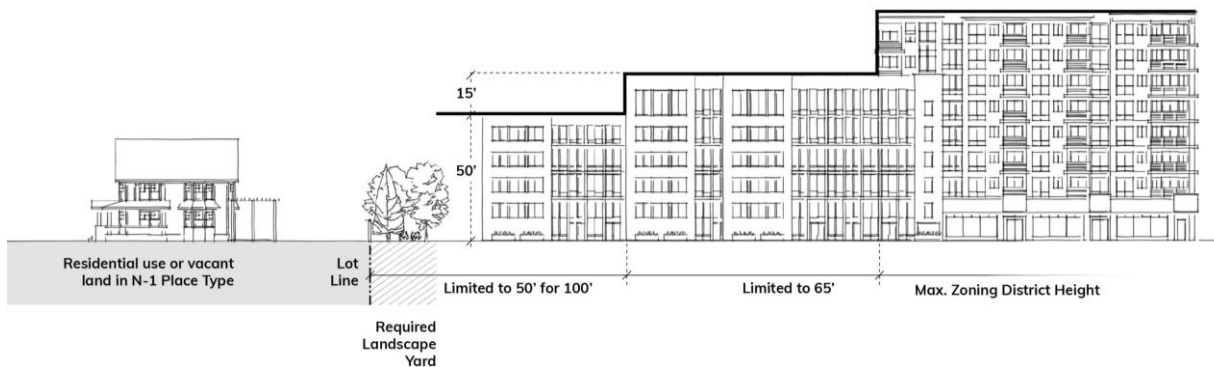 15'
50'
Residential use or vacant
land in N-1 Place Type
Lot
Line
Limited to 50' for 100'
Limited to 65'
Max. Zoning District Height
Required
Landscape
Yard